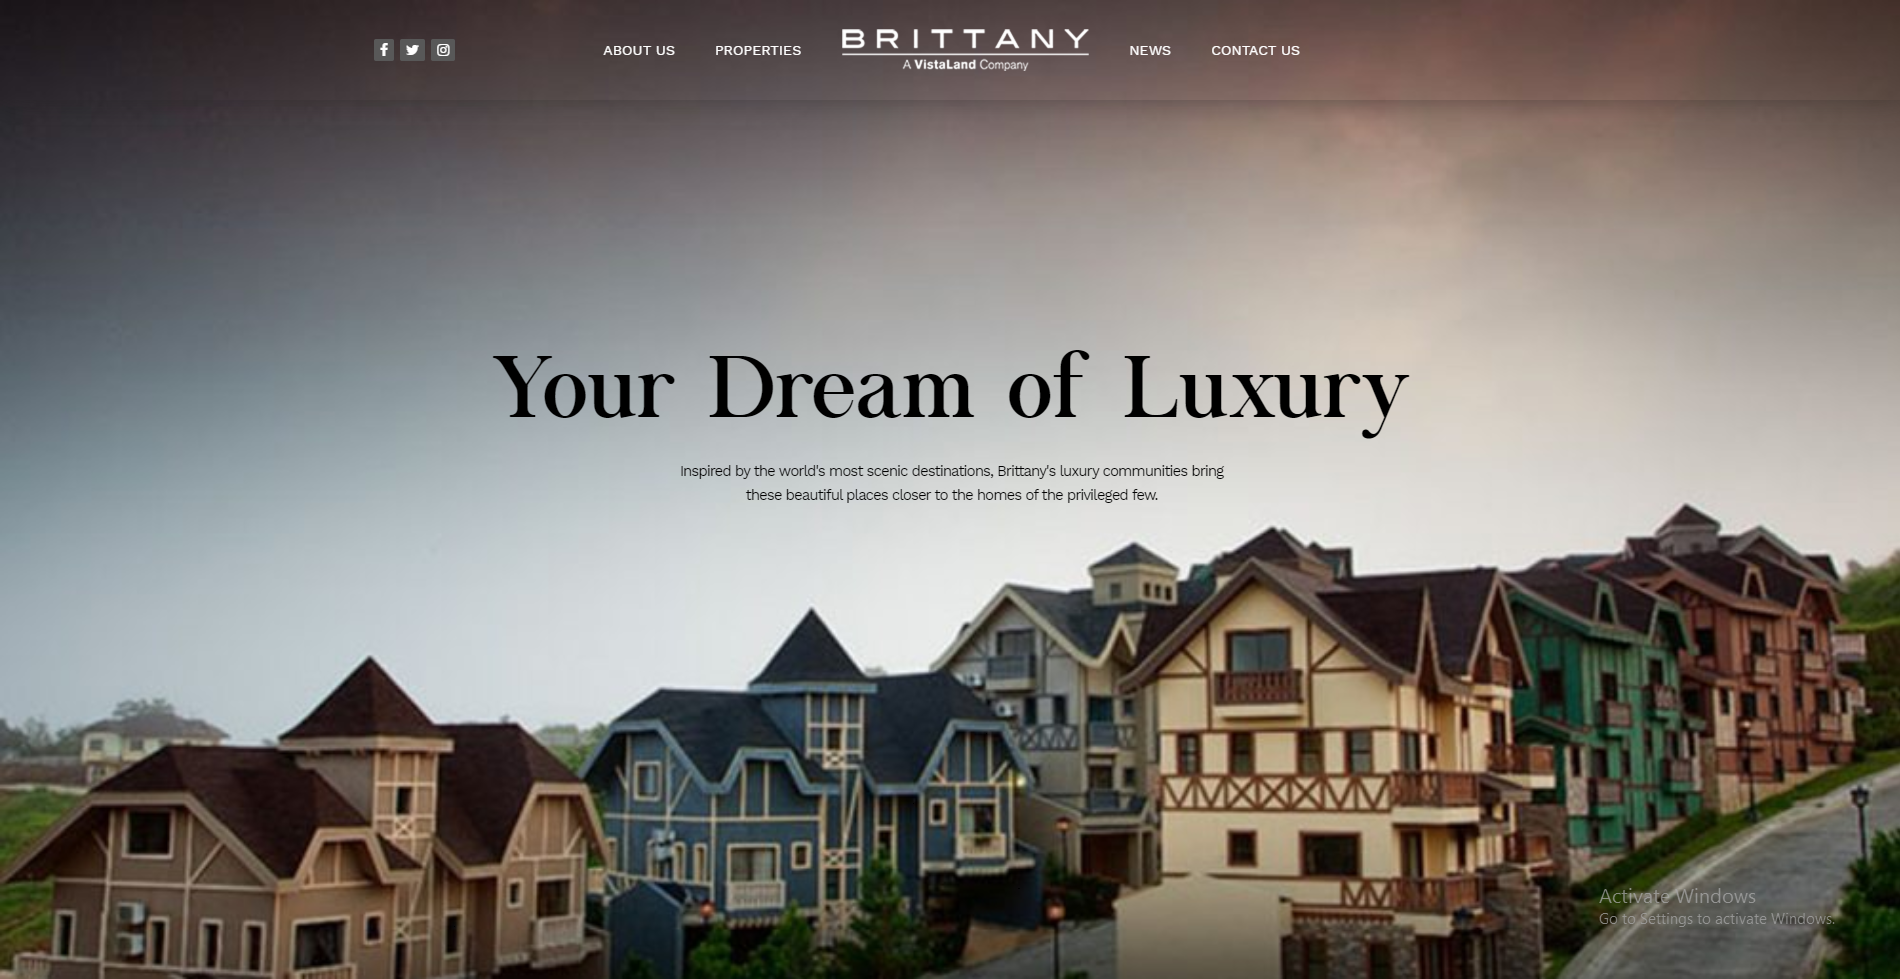 ABOUT US
PROPERTIES
BRITTANY
A VistaLand Company
NEWS
CONTACT US
Your Dream of Luxury
Inspired by the world's most scenic destinations, Brittany's luxury communities bring
these beautiful places closer to the homes of the privileged few.
Activate Windows
Go to Settings to activate Windows.